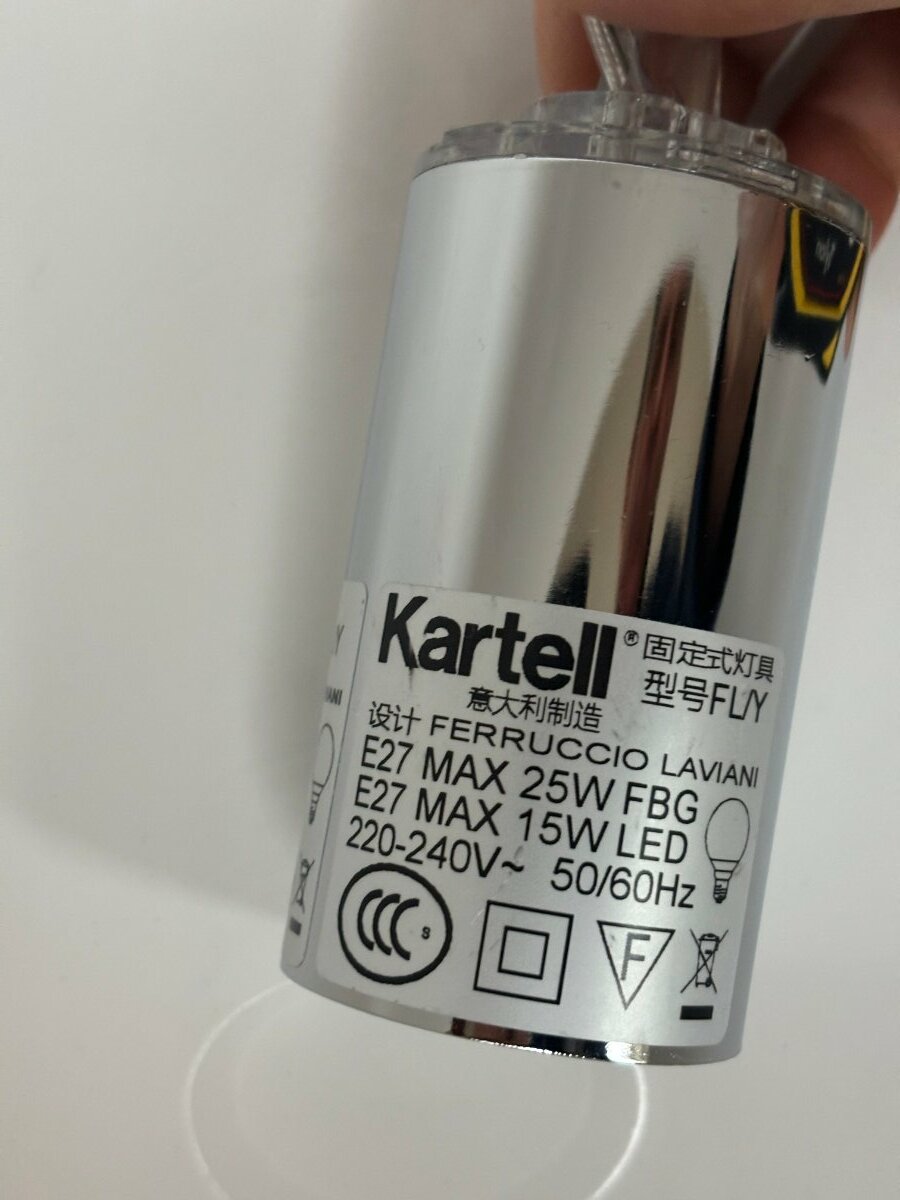 Kartell® 固定式灯具
型号FL/Y
意大利制造
设计 FERRUCCIO LAVIANI
E27 MAX 25W FBG
E27 MAX 15W LED
220-240V~ 50/60Hz
CCC S
F